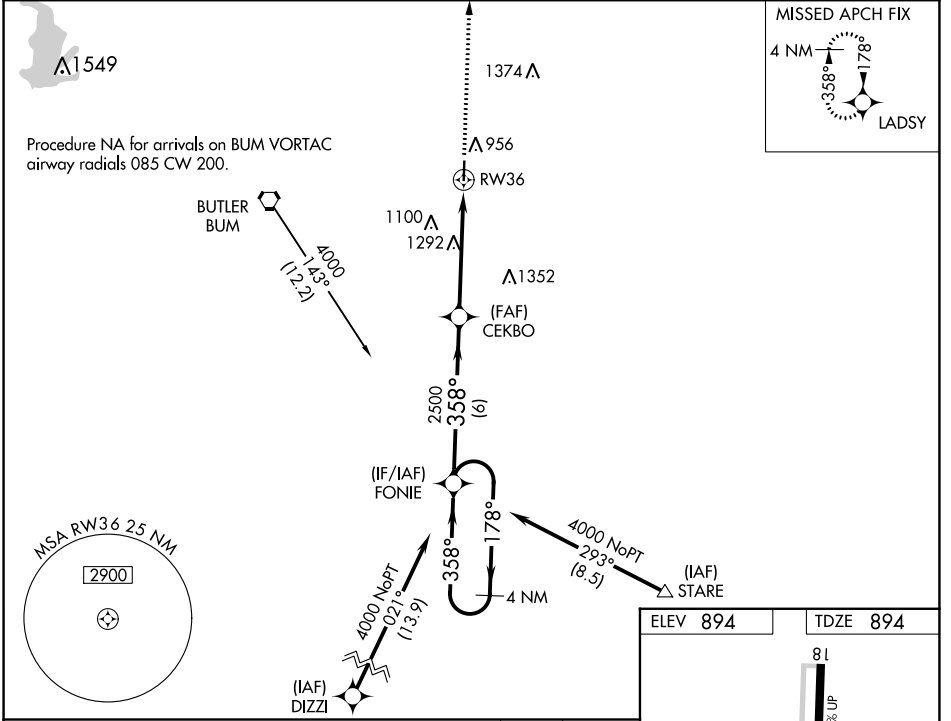 MISSED APCH FIX
4 NM
358°
178°
LADSY
1549
1374
Procedure NA for arrivals on BUM VORTAC
airway radials 085 CW 200.
956
RW36
BUTLER
BUM
1100
1292
4000
143°
(12.2)
1352
(FAF)
CEKBO
2500
358°
(6)
(IF/IAF)
FONIE
358°
178°
4 NM
4000 NoPT
293°
(8.5)
(IAF)
STARE
MSA RW36 25 NM
2900
4000 NoPT
021°
(13.9)
(IAF)
DIZZI
ELEV 894
TDZE 894
18
% UP